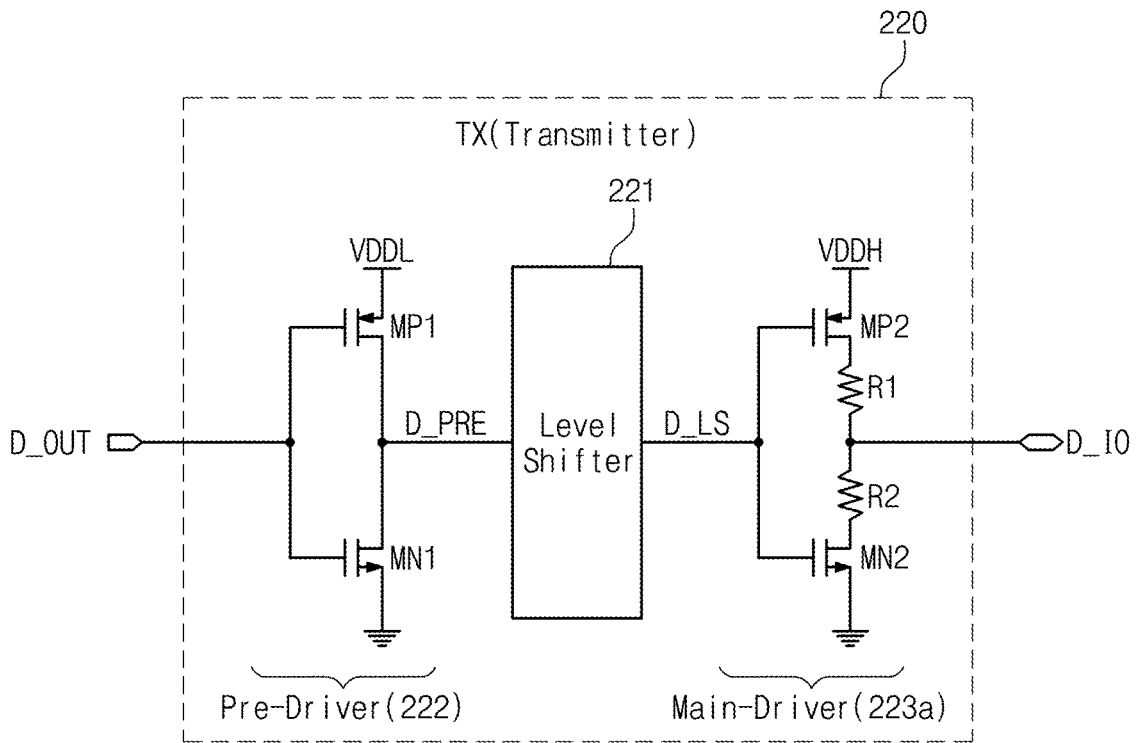 220
TX(Transmitter)
221
VDDL
VDDH
MP1
MP2
R1
D_OUT
D_PRE
Level
Shifter
D_LS
D_IO
R2
MN1
MN2
Pre-Driver(222)
Main-Driver(223a)